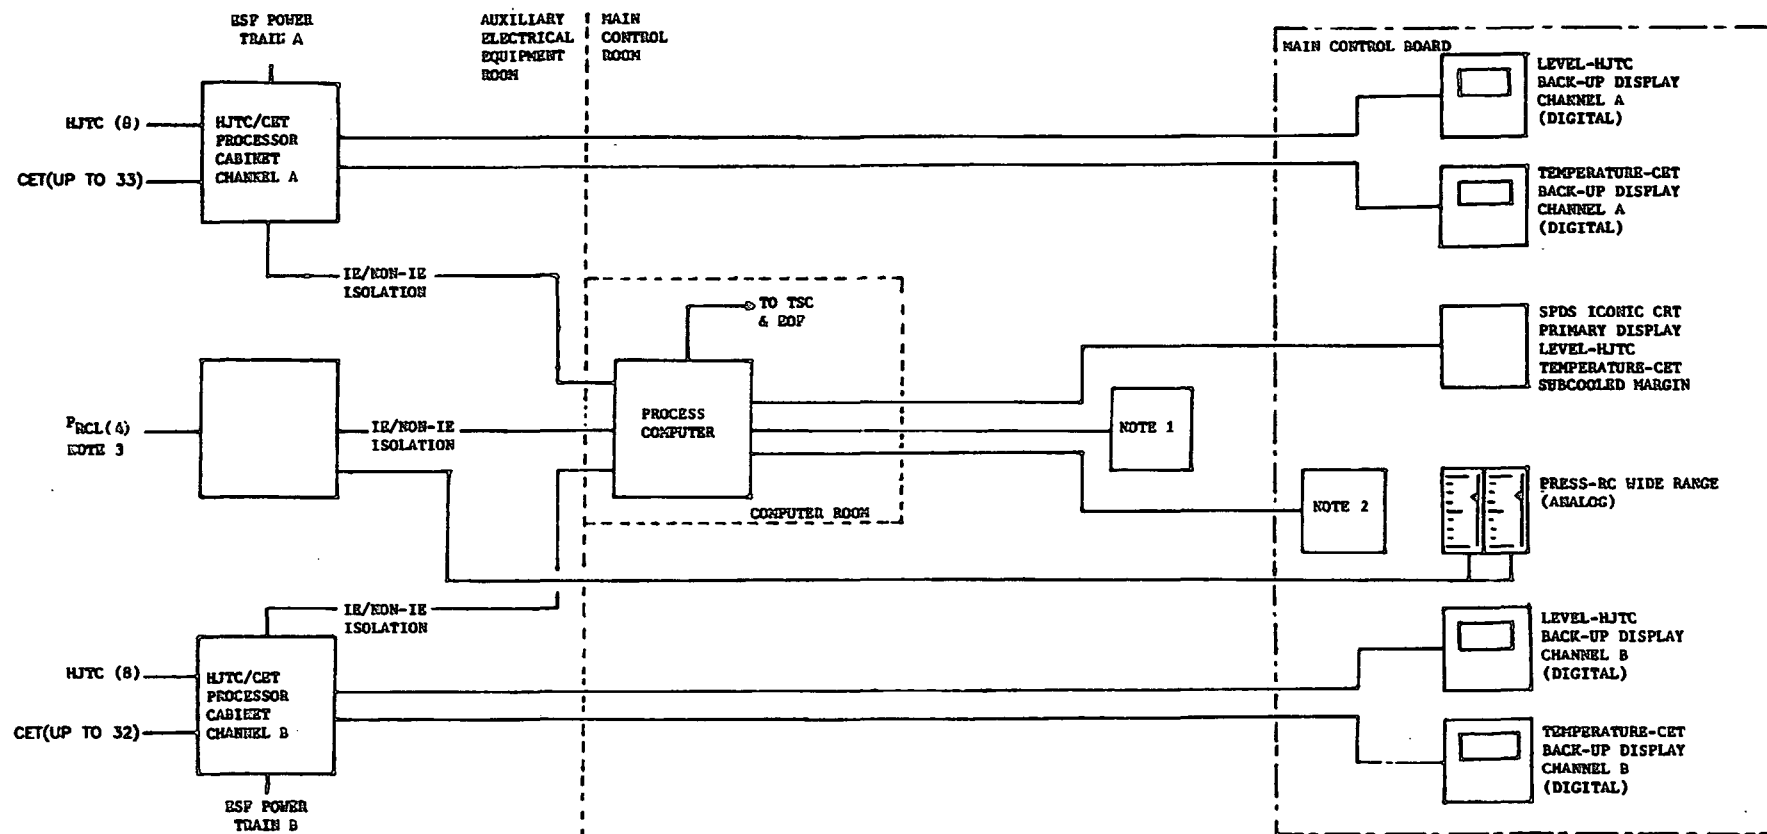 ESF POWER
TRAIN A
AUXILIARY
ELECTRICAL
EQUIPMENT
ROOM
MAIN
CONTROL
ROOM
MAIN CONTROL BOARD
HJTC (8)
CET(UP TO 33)
HJTC/CET
PROCESSOR
CABINET
CHANNEL A
LEVEL-HJTC
BACK-UP DISPLAY
CHANNEL A
(DIGITAL)
TEMPERATURE-CET
BACK-UP DISPLAY
CHANNEL A
(DIGITAL)
IE/NON-IE
ISOLATION
TO TSC
& EOF
SPDS ICONIC CRT
PRIMARY DISPLAY
LEVEL-HJTC
TEMPERATURE-CET
SUBCOOLED MARGIN
PRCL(4)
NOTE 3
IE/NON-IE
ISOLATION
PROCESS
COMPUTER
NOTE 1
COMPUTER ROOM
NOTE 2
PRESS-RC WIDE RANGE
(ANALOG)
IE/NON-IE
ISOLATION
HJTC (8)
CET(UP TO 32)
HJTC/CET
PROCESSOR
CABINET
CHANNEL B
LEVEL-HJTC
BACK-UP DISPLAY
CHANNEL B
(DIGITAL)
TEMPERATURE-CET
BACK-UP DISPLAY
CHANNEL B
(DIGITAL)
ESF POWER
TRAIN B